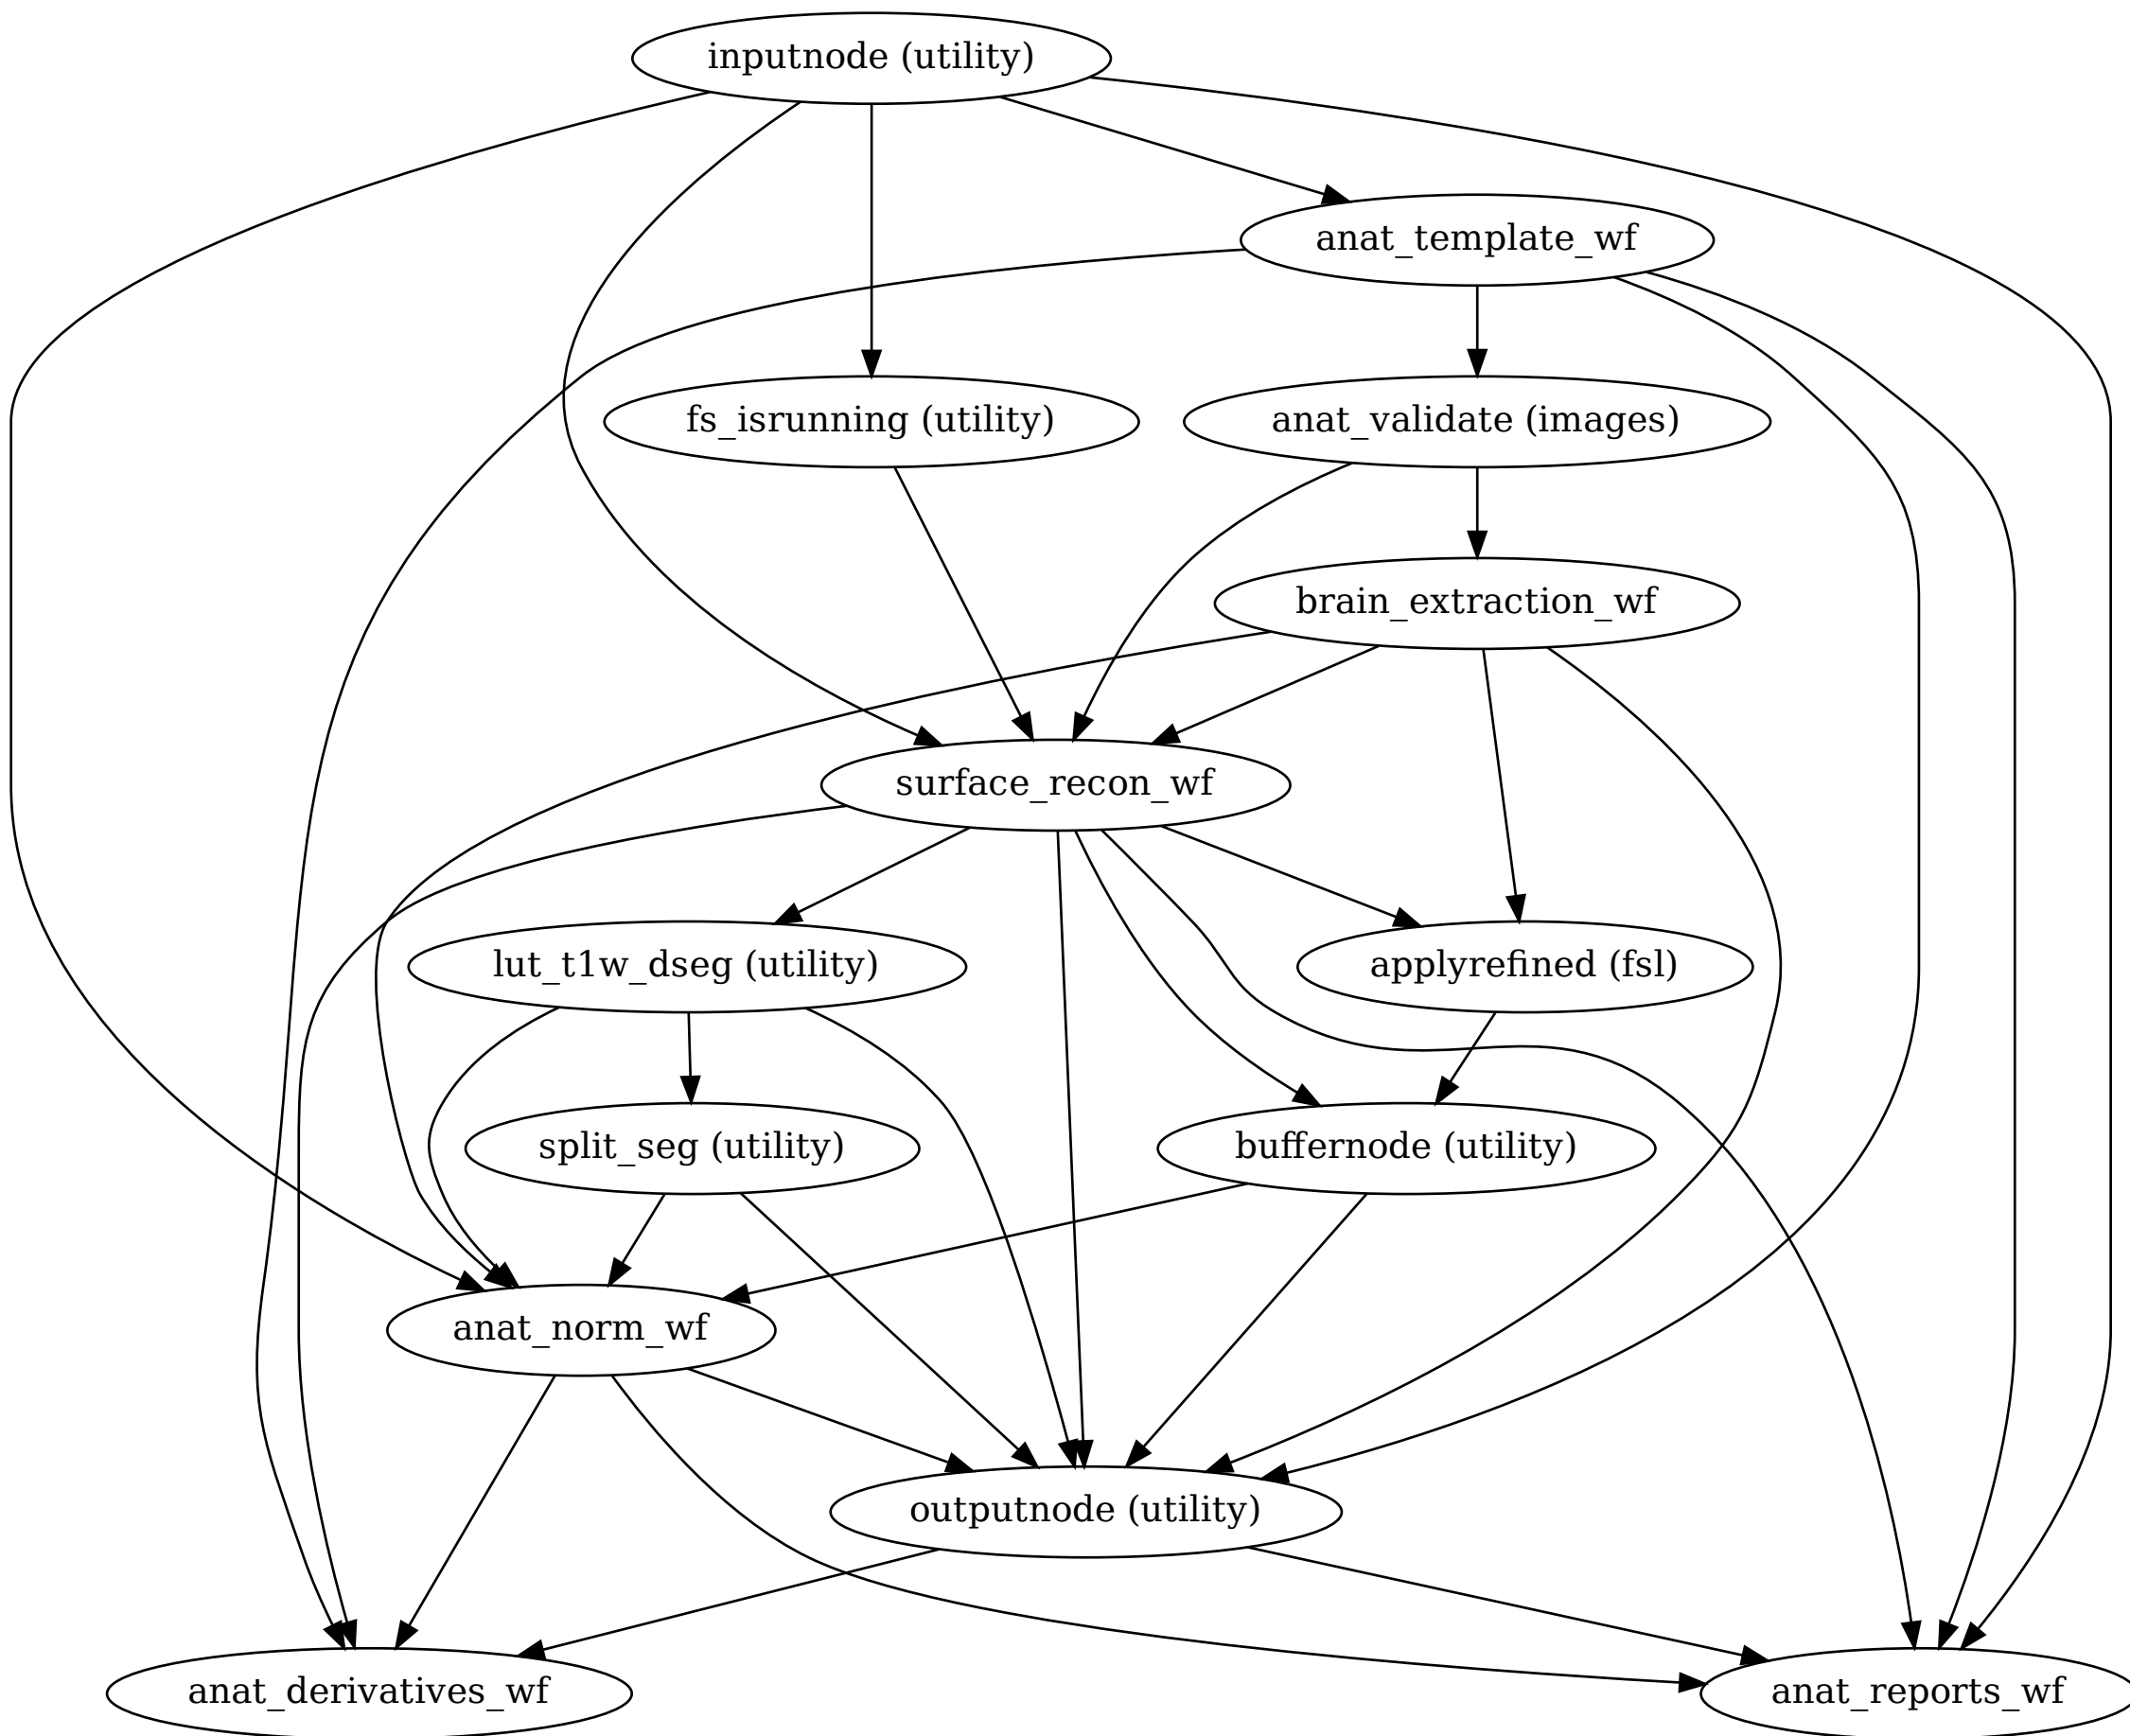 inputnode (utility)
anat_template_wf
fs_isrunning (utility)
anat_validate (images)
brain_extraction_wf
surface_recon_wf
lut_t1w_dseg (utility)
applyrefined (fsl)
split_seg (utility)
buffernode (utility)
anat_norm_wf
outputnode (utility)
anat_derivatives_wf
anat_reports_wf